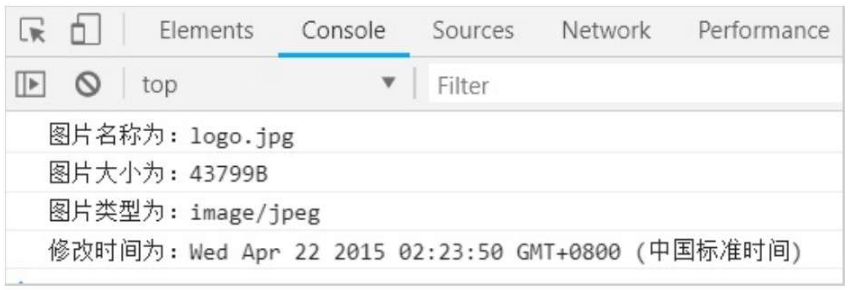 Elements Console Sources Network Performance
top Filter
图片名称为：logo.jpg
图片大小为：43799B
图片类型为：image/jpeg
修改时间为：Wed Apr 22 2015 02:23:50 GMT+0800 (中国标准时间)